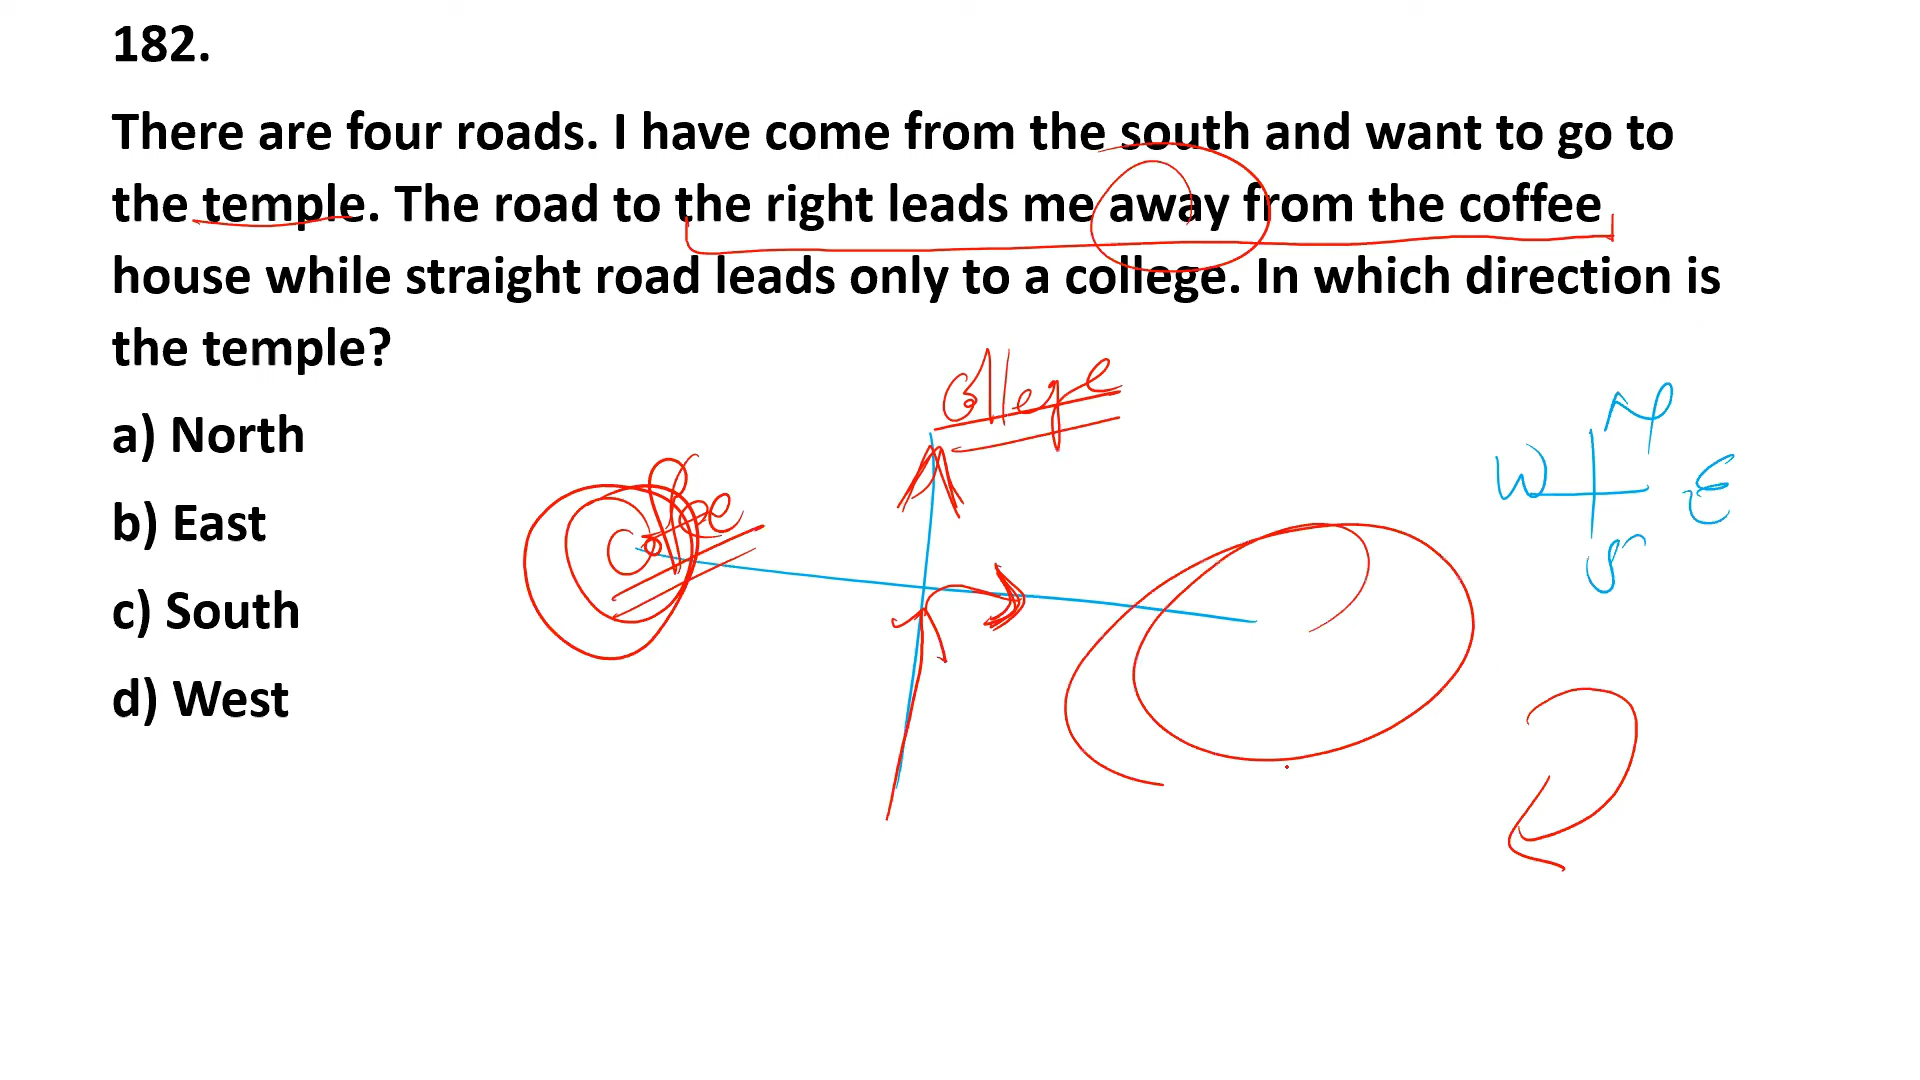 182.
There are four roads. I have come from the south and want to go to
the temple. The road to the right leads me away from the coffee
house while straight road leads only to a college. In which direction is
the temple?
a) North
b) East
c) South
d) West
College
Coffee
N
W
E
S